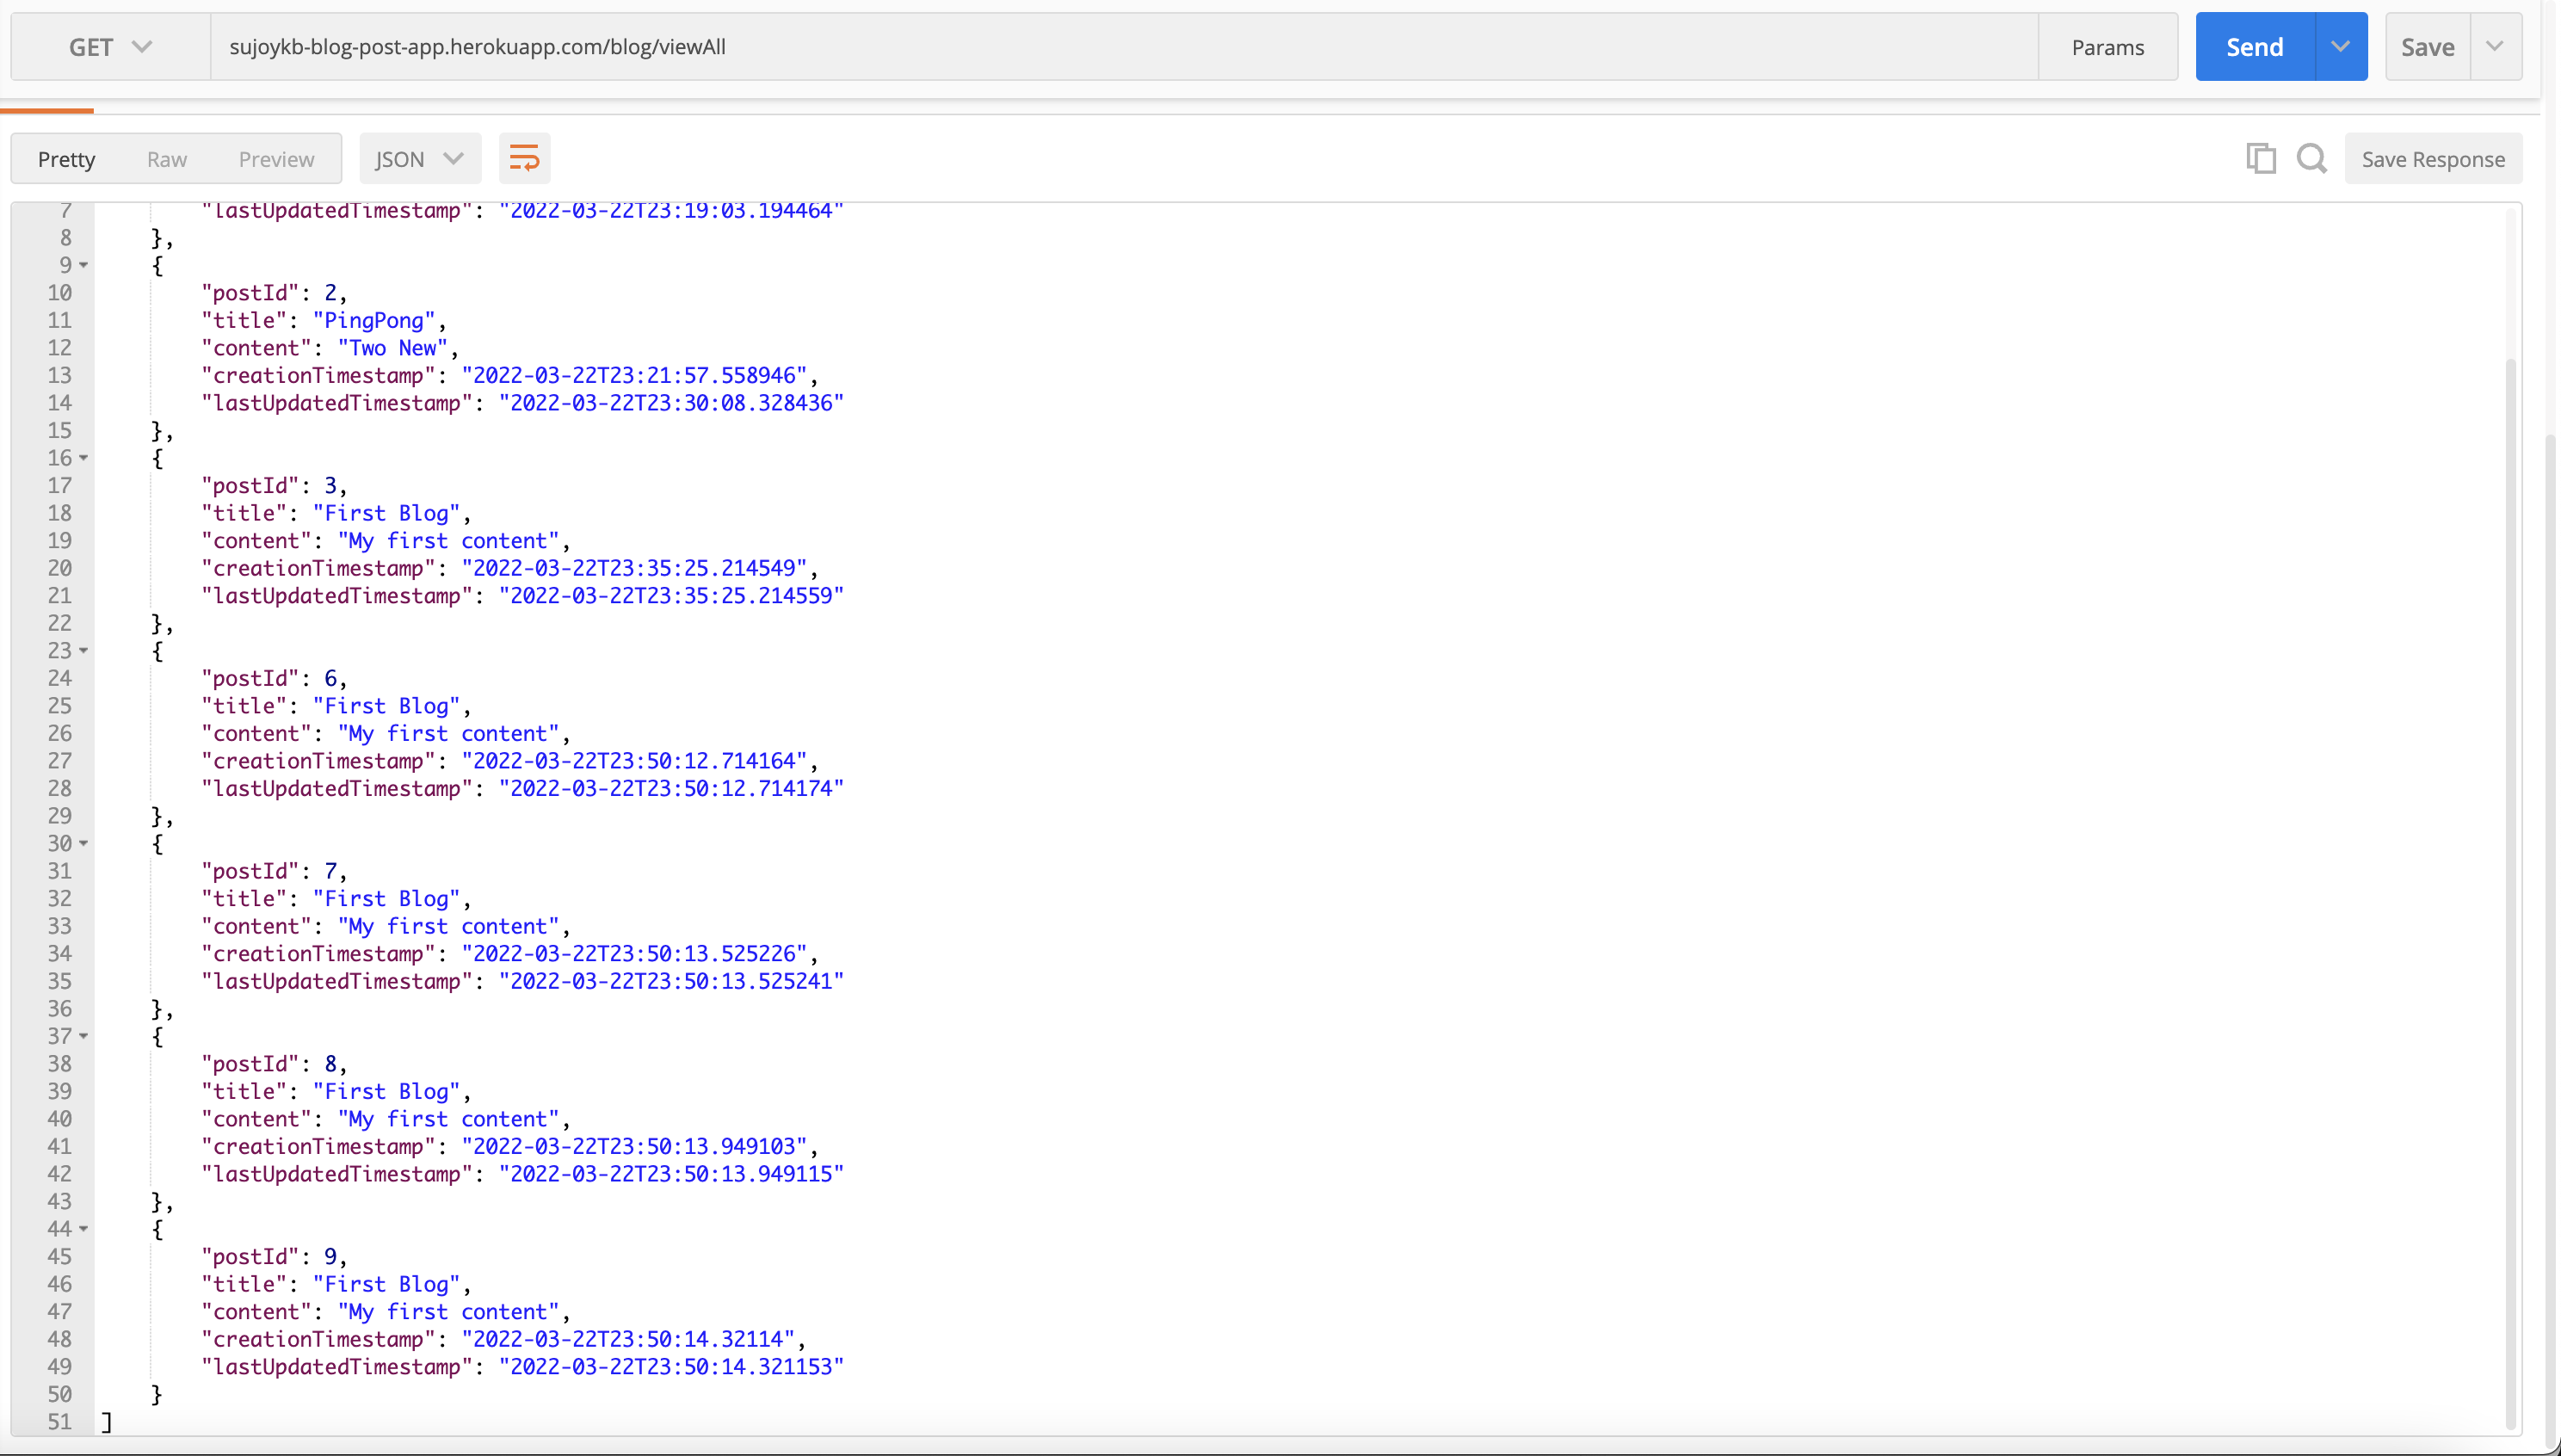 GET sujoykb-blog-post-app.herokuapp.com/blog/viewAll Params Send Save
Pretty Raw Preview JSON Save Response
7 "lastUpdatedTimestamp": "2022-03-22T23:19:03.194464"
8 },
9 {
10 "postId": 2,
11 "title": "PingPong",
12 "content": "Two New",
13 "creationTimestamp": "2022-03-22T23:21:57.558946",
14 "lastUpdatedTimestamp": "2022-03-22T23:30:08.328436"
15 },
16 {
17 "postId": 3,
18 "title": "First Blog",
19 "content": "My first content",
20 "creationTimestamp": "2022-03-22T23:35:25.214549",
21 "lastUpdatedTimestamp": "2022-03-22T23:35:25.214559"
22 },
23 {
24 "postId": 6,
25 "title": "First Blog",
26 "content": "My first content",
27 "creationTimestamp": "2022-03-22T23:50:12.714164",
28 "lastUpdatedTimestamp": "2022-03-22T23:50:12.714174"
29 },
30 {
31 "postId": 7,
32 "title": "First Blog",
33 "content": "My first content",
34 "creationTimestamp": "2022-03-22T23:50:13.525226",
35 "lastUpdatedTimestamp": "2022-03-22T23:50:13.525241"
36 },
37 {
38 "postId": 8,
39 "title": "First Blog",
40 "content": "My first content",
41 "creationTimestamp": "2022-03-22T23:50:13.949103",
42 "lastUpdatedTimestamp": "2022-03-22T23:50:13.949115"
43 },
44 {
45 "postId": 9,
46 "title": "First Blog",
47 "content": "My first content",
48 "creationTimestamp": "2022-03-22T23:50:14.32114",
49 "lastUpdatedTimestamp": "2022-03-22T23:50:14.321153"
50 }
51 ]